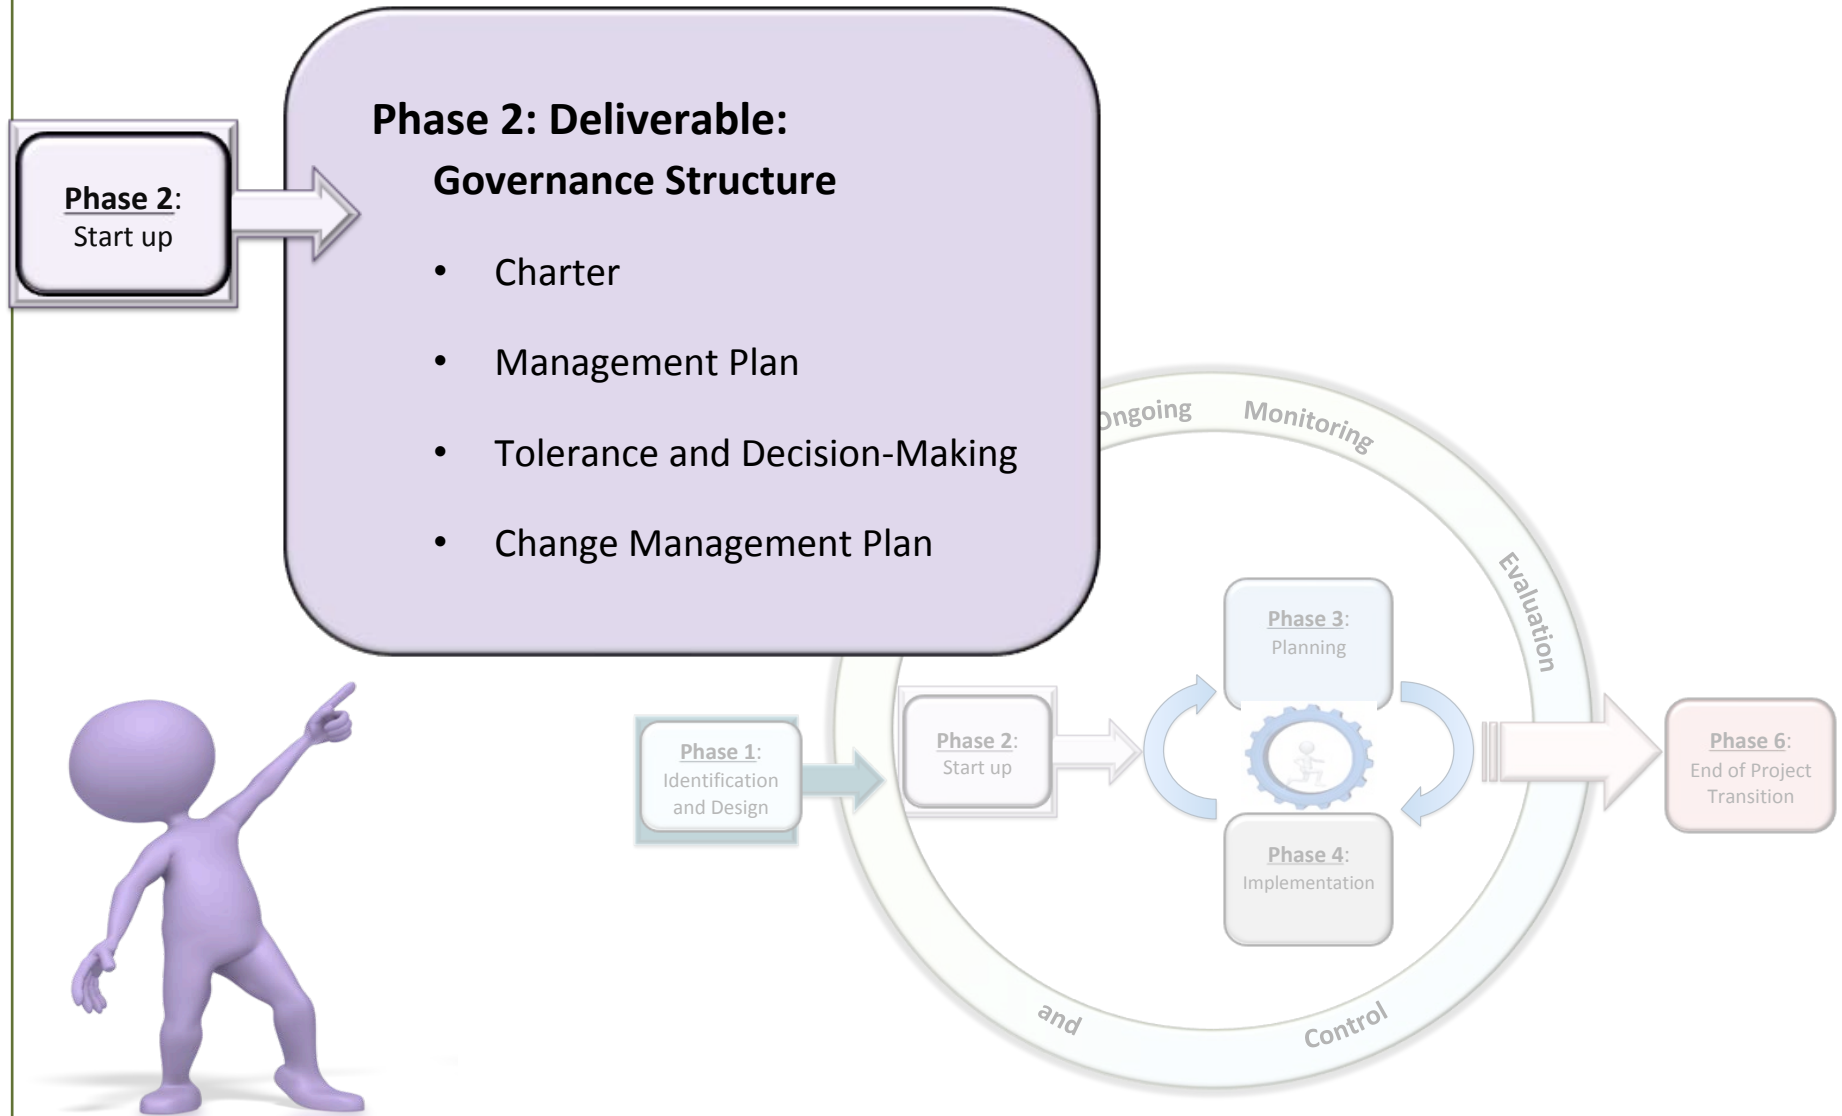 Phase 2: Deliverable:
Governance Structure
• Charter
• Management Plan
• Tolerance and Decision-Making
• Change Management Plan
Phase 2:
Start up
Ongoing Monitoring
Evaluation
and Control
Phase 1:
Identification
and Design
Phase 2:
Start up
Phase 3:
Planning
Phase 4:
Implementation
Phase 6:
End of Project
Transition